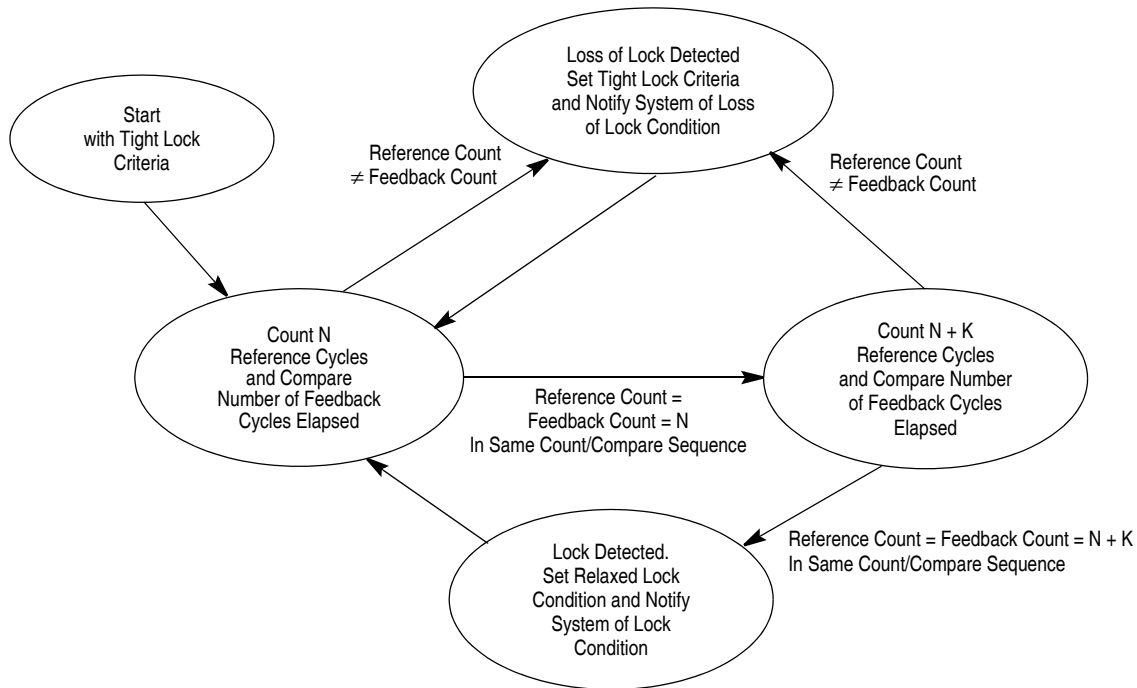 Start
with Tight Lock
Criteria
Loss of Lock Detected
Set Tight Lock Criteria
and Notify System of Loss
of Lock Condition
Reference Count
≠ Feedback Count
Reference Count
≠ Feedback Count
Count N
Reference Cycles
and Compare
Number of Feedback
Cycles Elapsed
Reference Count =
Feedback Count = N
In Same Count/Compare Sequence
Count N + K
Reference Cycles
and Compare Number
of Feedback Cycles
Elapsed
Reference Count = Feedback Count = N + K
In Same Count/Compare Sequence
Lock Detected.
Set Relaxed Lock
Condition and Notify
System of Lock
Condition